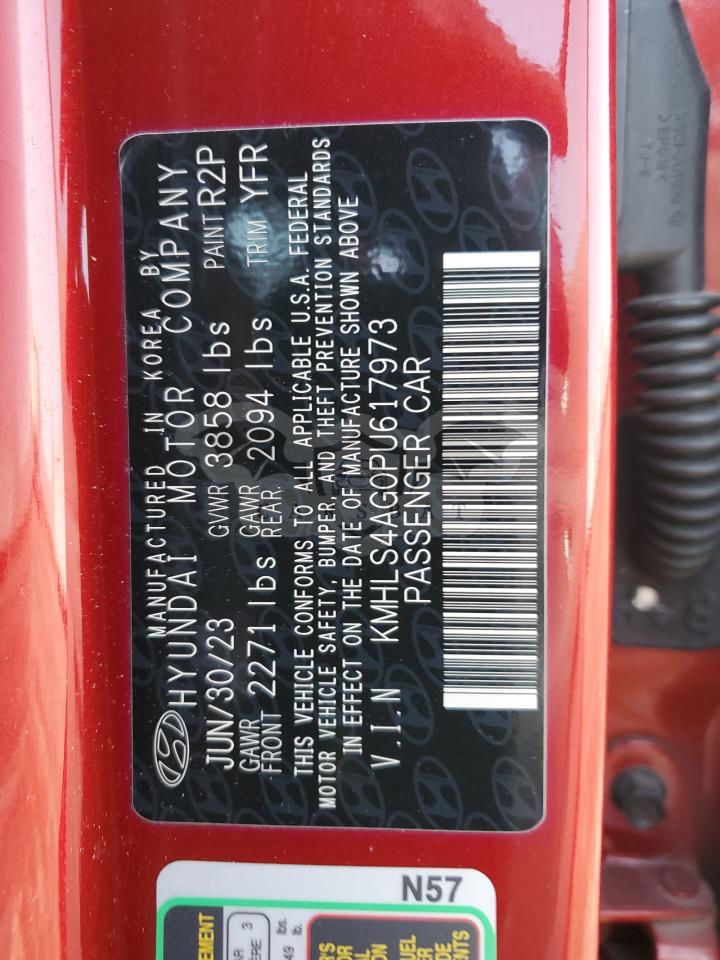 MANUFACTURED IN KOREA BY
HYUNDAI MOTOR COMPANY
JUN/30/23 GVWR 3858 lbs PAINT R2P
GAWR FRONT 2271 lbs GAWR REAR 2094 lbs TRIM YFR
THIS VEHICLE CONFORMS TO ALL APPLICABLE U.S.A. FEDERAL
MOTOR VEHICLE SAFETY, BUMPER, AND THEFT PREVENTION STANDARDS
IN EFFECT ON THE DATE OF MANUFACTURE SHOWN ABOVE
V.I.N KMHLS4AG0PU617973
PASSENGER CAR
N57